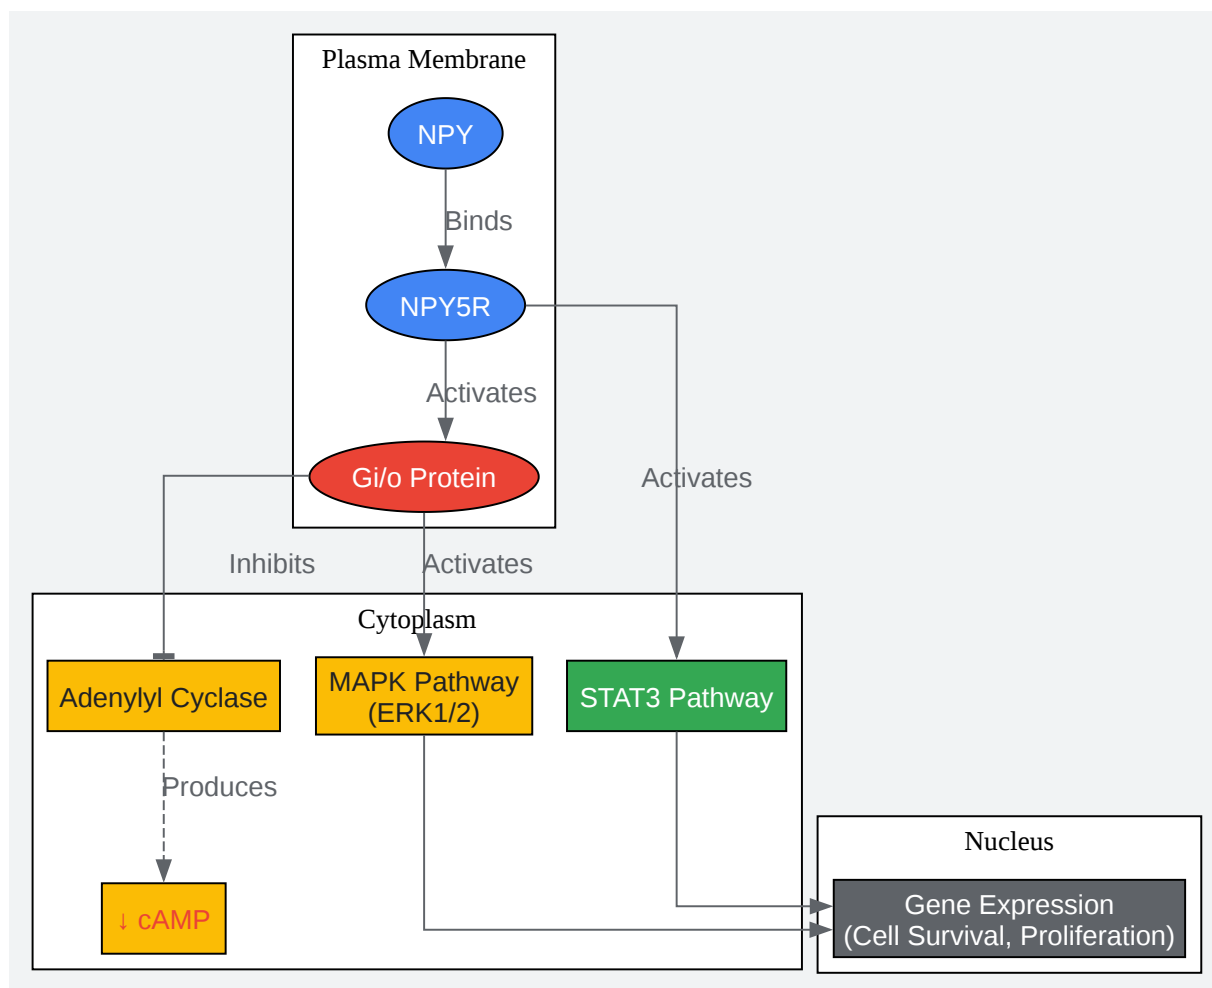 Plasma Membrane
NPY
Binds
NPY5R
Activates
Gi/o Protein
Activates
Inhibits
Activates
Cytoplasm
Adenylyl Cyclase
MAPK Pathway
(ERK1/2)
STAT3 Pathway
Produces
↓ cAMP
Nucleus
Gene Expression
(Cell Survival, Proliferation)